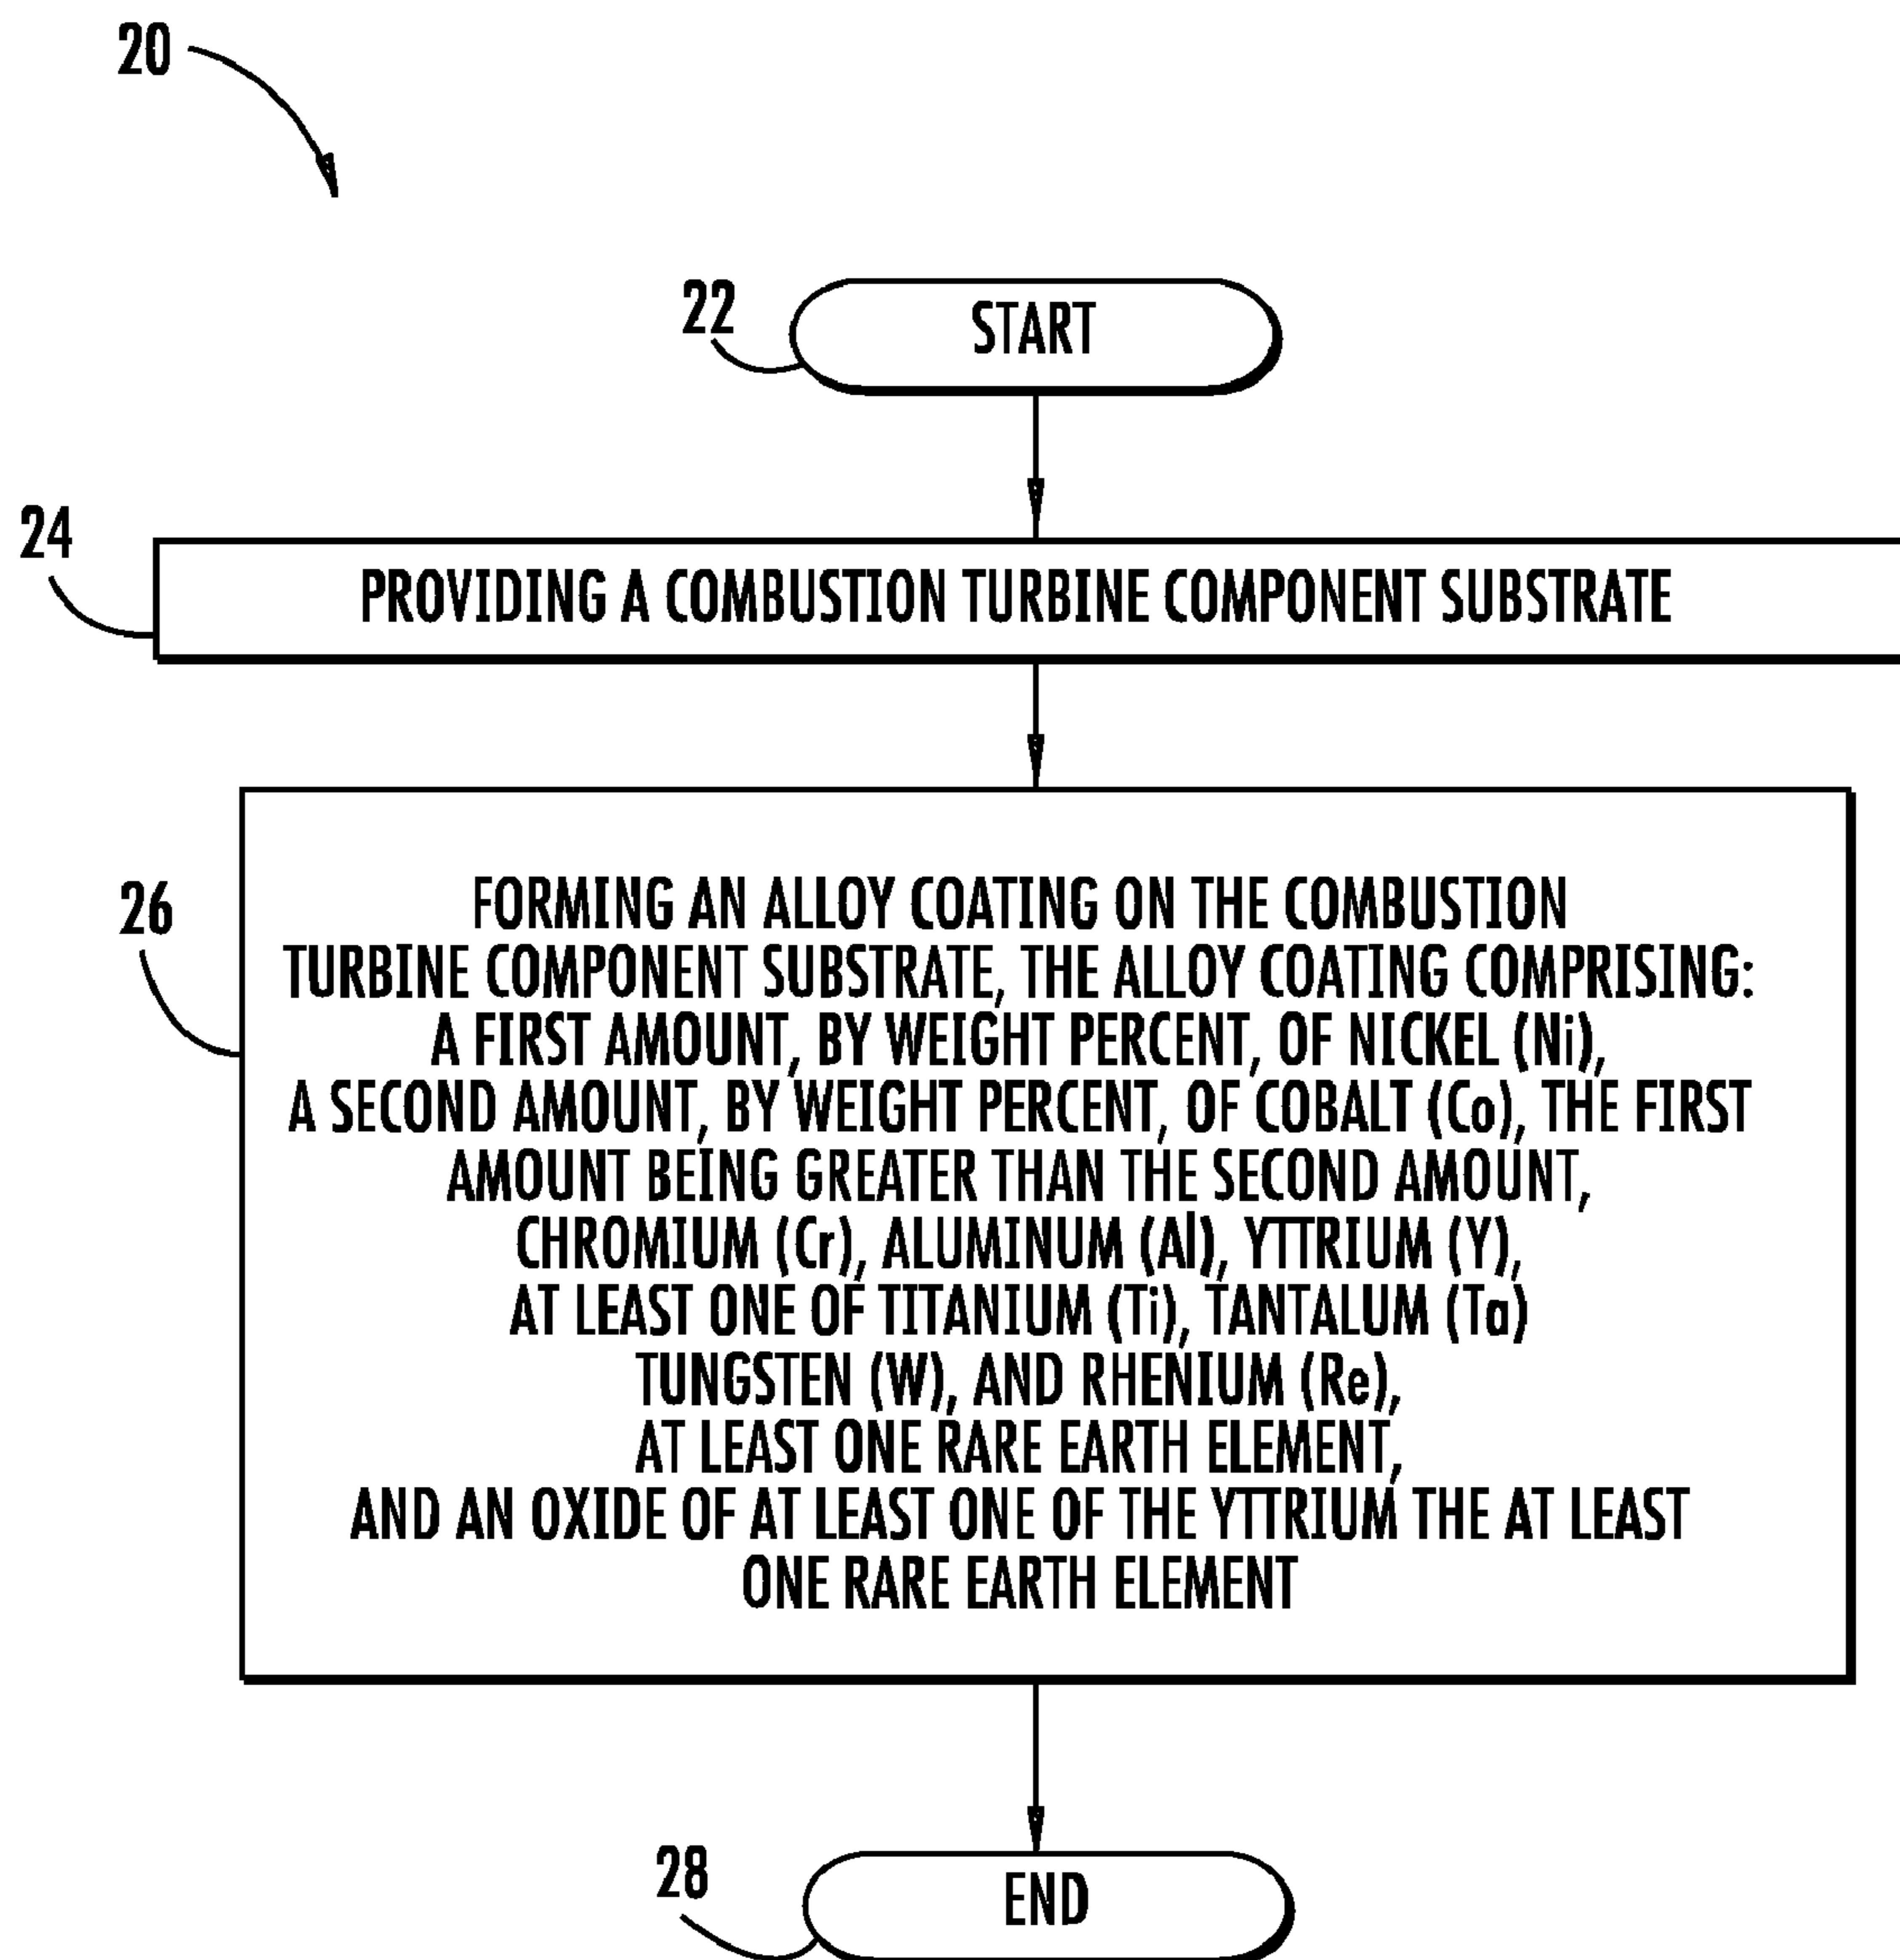 20
22
START
24
PROVIDING A COMBUSTION TURBINE COMPONENT SUBSTRATE
26
FORMING AN ALLOY COATING ON THE COMBUSTION
TURBINE COMPONENT SUBSTRATE, THE ALLOY COATING COMPRISING:
A FIRST AMOUNT, BY WEIGHT PERCENT, OF NICKEL (Ni),
A SECOND AMOUNT, BY WEIGHT PERCENT, OF COBALT (Co), THE FIRST
AMOUNT BEING GREATER THAN THE SECOND AMOUNT,
CHROMIUM (Cr), ALUMINUM (Al), YTTRIUM (Y),
AT LEAST ONE OF TITANIUM (Ti), TANTALUM (Ta)
TUNGSTEN (W), AND RHENIUM (Re),
AT LEAST ONE RARE EARTH ELEMENT,
AND AN OXIDE OF AT LEAST ONE OF THE YTTRIUM THE AT LEAST
ONE RARE EARTH ELEMENT
28
END